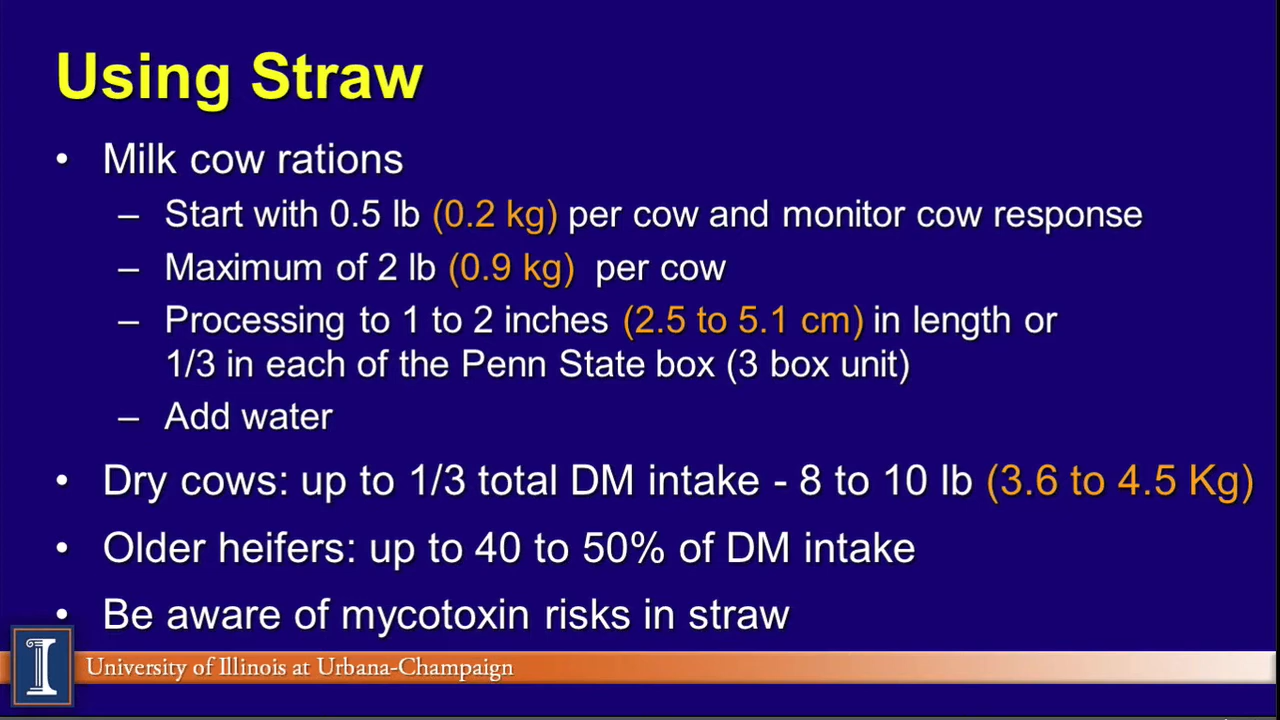 Using Straw
• Milk cow rations
– Start with 0.5 lb (0.2 kg) per cow and monitor cow response
– Maximum of 2 lb (0.9 kg) per cow
– Processing to 1 to 2 inches (2.5 to 5.1 cm) in length or
1/3 in each of the Penn State box (3 box unit)
– Add water
• Dry cows: up to 1/3 total DM intake - 8 to 10 lb (3.6 to 4.5 Kg)
• Older heifers: up to 40 to 50% of DM intake
• Be aware of mycotoxin risks in straw
I University of Illinois at Urbana-Champaign